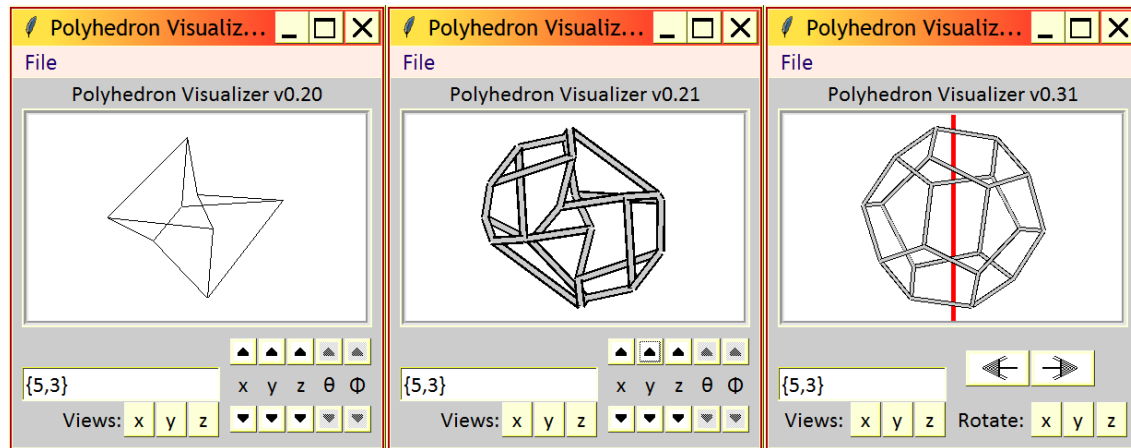 Polyhedron Visualiz...
File
Polyhedron Visualizer v0.20
{5,3}
x y z θ Φ
Views: x y z
Polyhedron Visualiz...
File
Polyhedron Visualizer v0.21
{5,3}
x y z θ Φ
Views: x y z
Polyhedron Visualiz...
File
Polyhedron Visualizer v0.31
{5,3}
Views: x y z Rotate: x y z